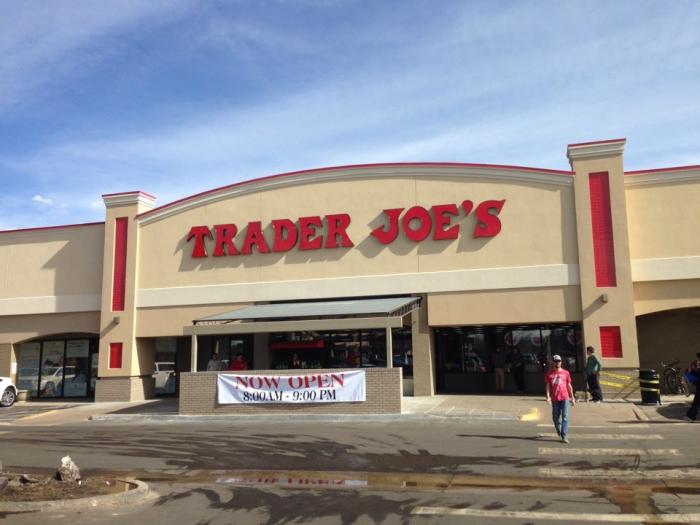 TRADER JOE'S
NOW OPEN
8:00AM - 9:00 PM